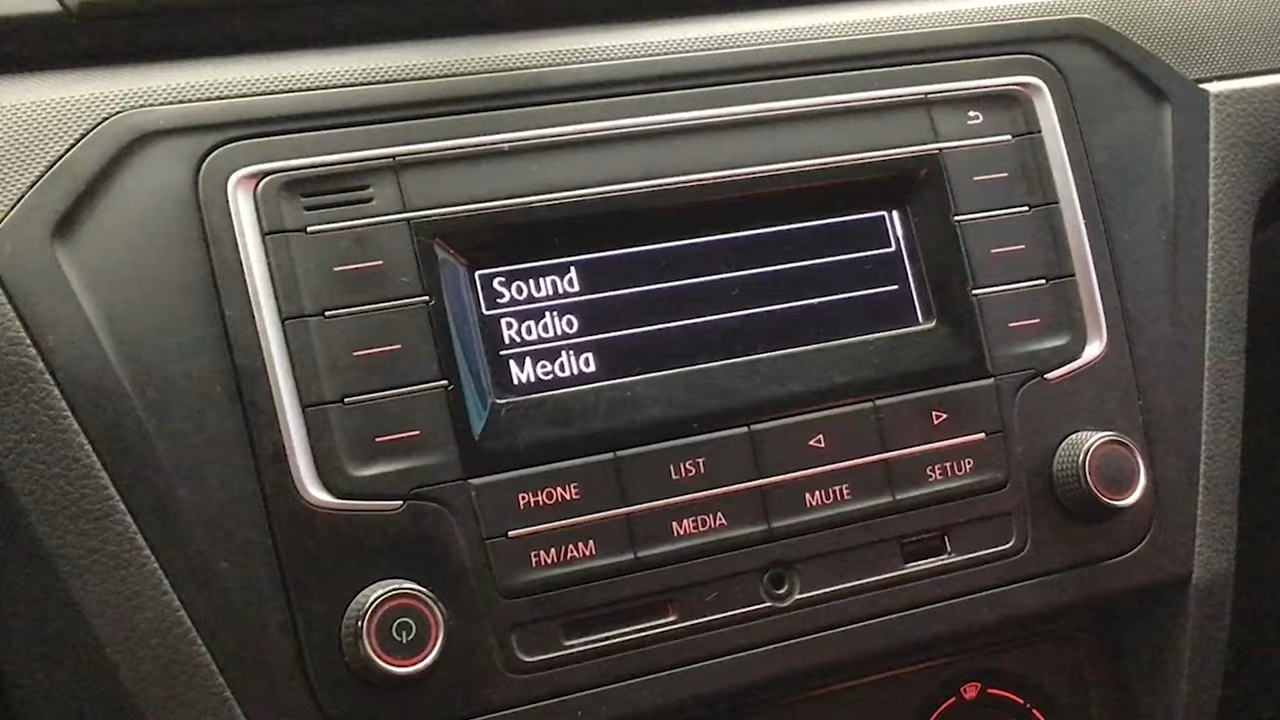 Sound
Radio
Media
PHONE
LIST
FM/AM
MEDIA
MUTE
SETUP